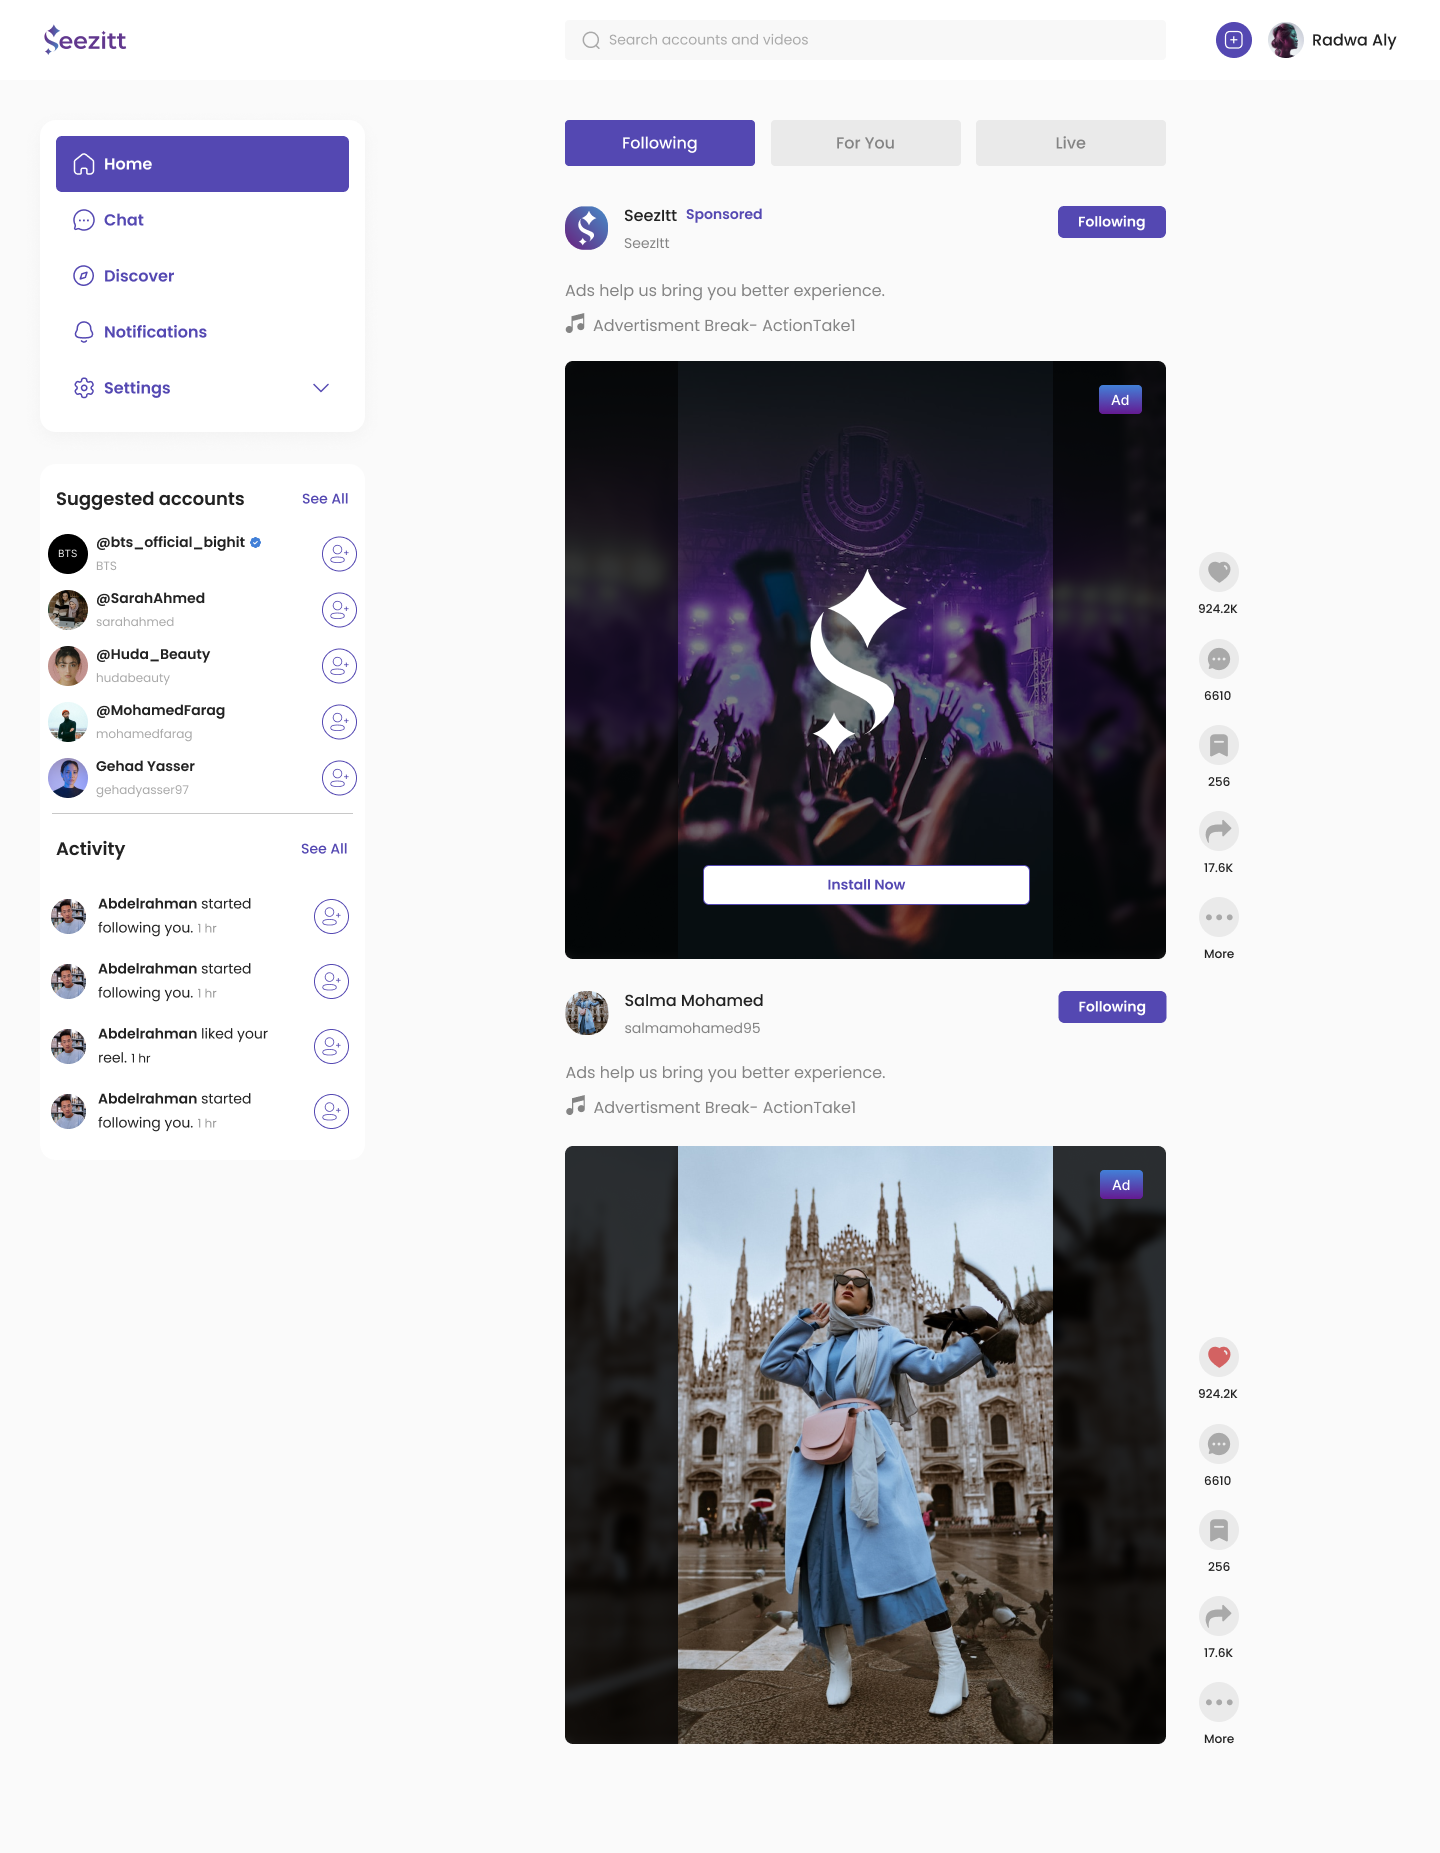 Seezitt
Search accounts and videos
Radwa Aly
Home
Chat
Discover
Notifications
Settings
Suggested accounts
See All
BTS
@bts_official_bighit
BTS
@SarahAhmed
sarahahmed
@Huda_Beauty
hudabeauty
@MohamedFarag
mohamedfarag
Gehad Yasser
gehadyasser97
Activity
See All
Abdelrahman started
following you. 1 hr
Abdelrahman started
following you. 1 hr
Abdelrahman liked your
reel. 1 hr
Abdelrahman started
following you. 1 hr
Following
For You
Live
SeezItt Sponsored
SeezItt
Following
Ads help us bring you better experience.
Advertisment Break- ActionTake1
Ad
Install Now
924.2K
6610
256
17.6K
More
Salma Mohamed
salmamohamed95
Following
Ads help us bring you better experience.
Advertisment Break- ActionTake1
Ad
924.2K
6610
256
17.6K
More